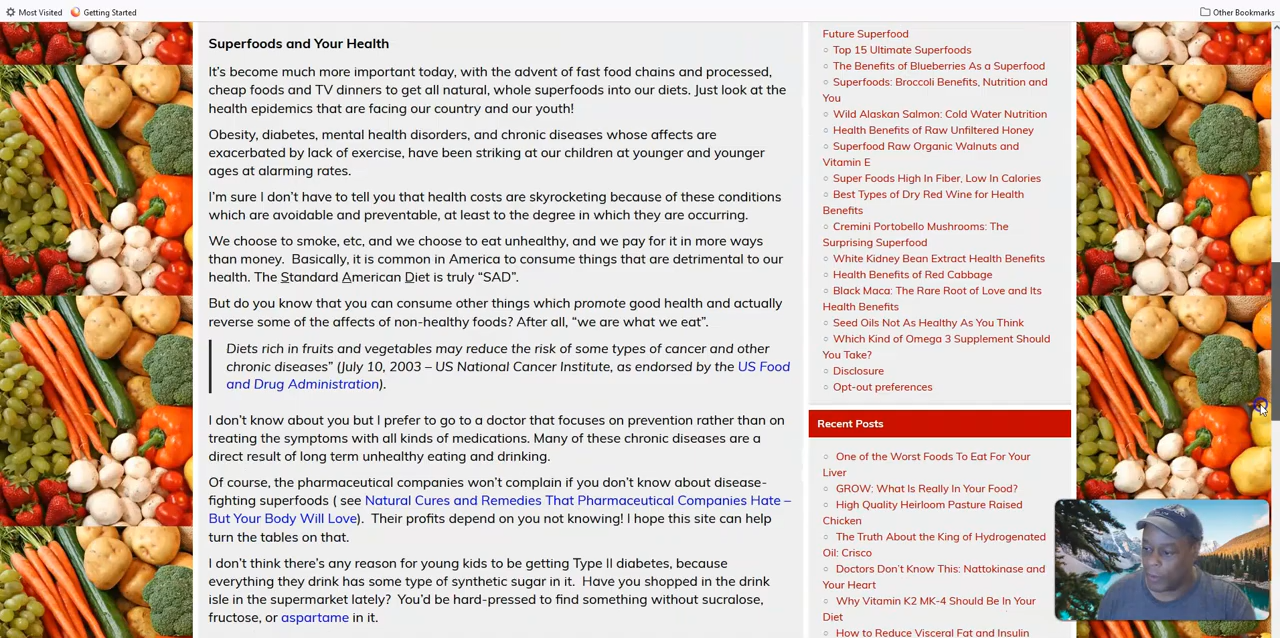 Most Visited
Getting Started
Other Bookmarks
Superfoods and Your Health
It's become much more important today, with the advent of fast food chains and processed,
cheap foods and TV dinners to get all natural, whole superfoods into our diets. Just look at the
health epidemics that are facing our country and our youth!
Obesity, diabetes, mental health disorders, and chronic diseases whose affects are
exacerbated by lack of exercise, have been striking at our children at younger and younger
ages at alarming rates.
I'm sure I don't have to tell you that health costs are skyrocketing because of these conditions
which are avoidable and preventable, at least to the degree in which they are occurring.
We choose to smoke, etc, and we choose to eat unhealthy, and we pay for it in more ways
than money. Basically, it is common in America to consume things that are detrimental to our
health. The Standard American Diet is truly “SAD”.
But do you know that you can consume other things which promote good health and actually
reverse some of the affects of non-healthy foods? After all, “we are what we eat”.
Diets rich in fruits and vegetables may reduce the risk of some types of cancer and other
chronic diseases” (July 10, 2003 – US National Cancer Institute, as endorsed by the US Food
and Drug Administration).
I don't know about you but I prefer to go to a doctor that focuses on prevention rather than on
treating the symptoms with all kinds of medications. Many of these chronic diseases are a
direct result of long term unhealthy eating and drinking.
Of course, the pharmaceutical companies won't complain if you don't know about disease-
fighting superfoods ( see Natural Cures and Remedies That Pharmaceutical Companies Hate –
But Your Body Will Love). Their profits depend on you not knowing! I hope this site can help
turn the tables on that.
I don't think there's any reason for young kids to be getting Type II diabetes, because
everything they drink has some type of synthetic sugar in it. Have you shopped in the drink
isle in the supermarket lately? You'd be hard-pressed to find something without sucralose,
fructose, or aspartame in it.
Future Superfood
Top 15 Ultimate Superfoods
The Benefits of Blueberries As a Superfood
Superfoods: Broccoli Benefits, Nutrition and
You
Wild Alaskan Salmon: Cold Water Nutrition
Health Benefits of Raw Unfiltered Honey
Superfood Raw Organic Walnuts and
Vitamin E
Super Foods High In Fiber, Low In Calories
Best Types of Dry Red Wine for Health
Benefits
Cremini Portobello Mushrooms: The
Surprising Superfood
White Kidney Bean Extract Health Benefits
Health Benefits of Red Cabbage
Black Maca: The Rare Root of Love and Its
Health Benefits
Seed Oils Not As Healthy As You Think
Which Kind of Omega 3 Supplement Should
You Take?
Disclosure
Opt-out preferences
Recent Posts
One of the Worst Foods To Eat For Your
Liver
GROW: What Is Really In Your Food?
High Quality Heirloom Pasture Raised
Chicken
The Truth About the King of Hydrogenated
Oil: Crisco
Doctors Don't Know This: Nattokinase and
Your Heart
Why Vitamin K2 MK-4 Should Be In Your
Diet
How to Reduce Visceral Fat and Insulin